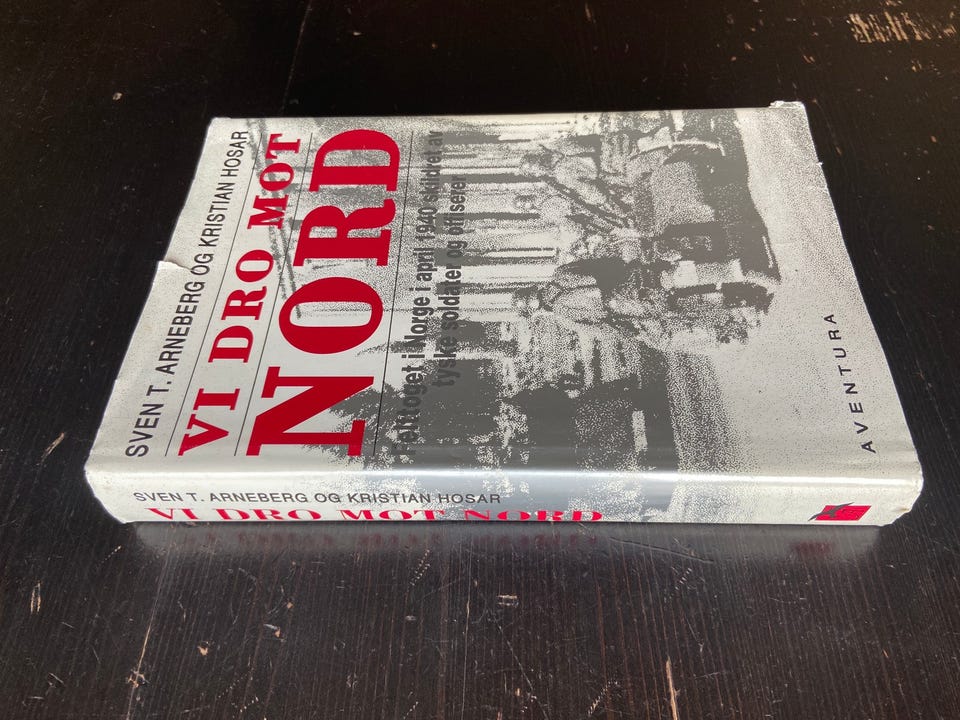 SVEN T. ARNEBERG OG KRISTIAN HOSAR
VI DRO MOT
NORD
Felttoget i Norge i april 1940 skildret av
tyske soldater og offiserer
AVENTURA
SVEN T. ARNEBERG OG KRISTIAN HOSAR
VI DRO MOT NORD